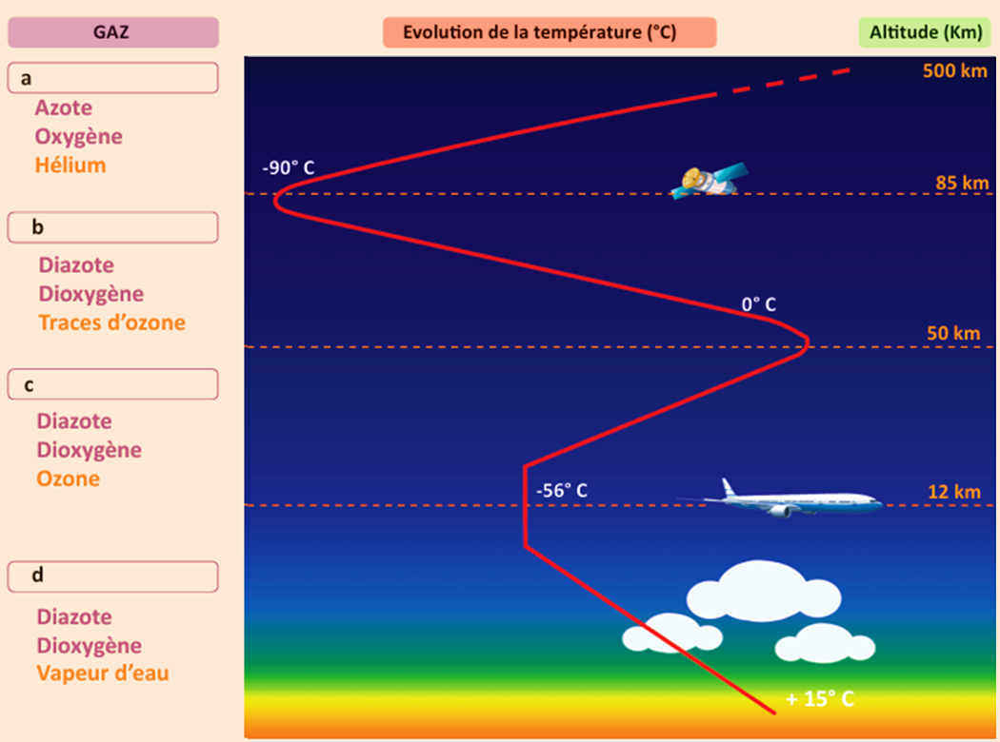 GAZ
Evolution de la température (°C)
Altitude (Km)
a
Azote
Oxygène
Hélium
b
Diazote
Dioxygène
Traces d’ozone
c
Diazote
Dioxygène
Ozone
d
Diazote
Dioxygène
Vapeur d’eau
500 km
-90° C
85 km
0° C
50 km
-56° C
12 km
+ 15° C